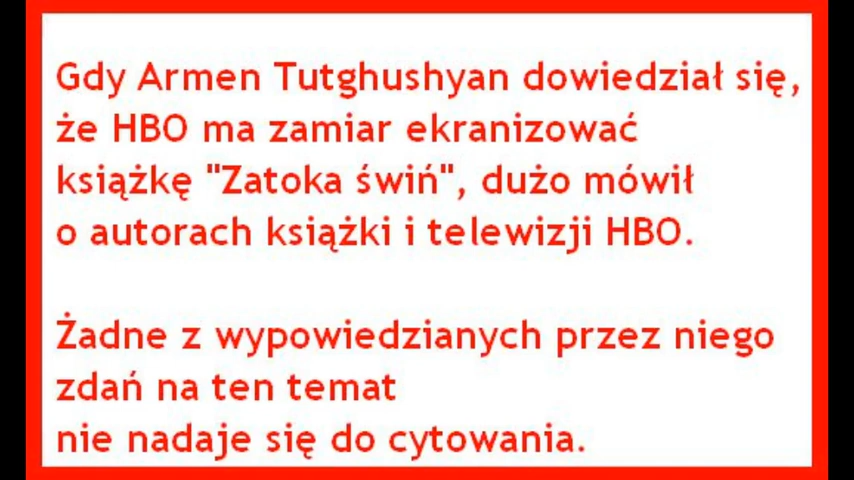 Gdy Armen Tutghushyan dowiedział się,
że HBO ma zamiar ekranizować
książkę "Zatoka świń", dużo mówił
o autorach książki i telewizji HBO.
Żadne z wypowiedzianych przez niego
zdań na ten temat
nie nadaje się do cytowania.